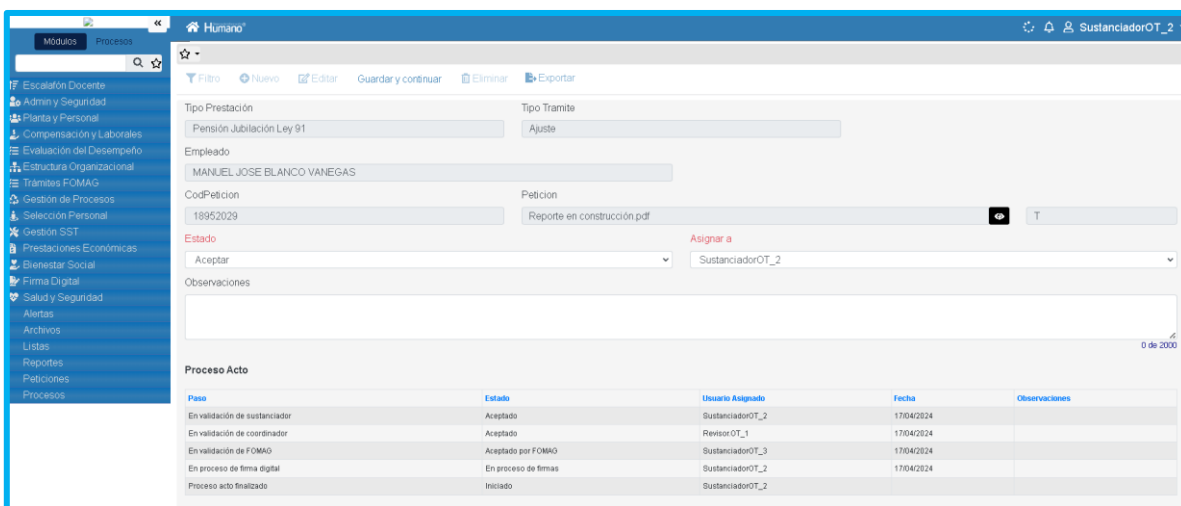 «
Humano®
SustanciadorOT_2
Módulos Procesos
Escalafón Docente
Admin y Seguridad
Planta y Personal
Compensación y Laborales
Evaluación del Desempeño
Estructura Organizacional
Trámites FOMAG
Gestión de Procesos
Selección Personal
Gestión SST
Prestaciones Económicas
Bienestar Social
Firma Digital
Salud y Seguridad
Alertas
Archivos
Listas
Reportes
Peticiones
Procesos
Filtro Nuevo Editar Guardar y continuar Eliminar Exportar
Tipo Prestación Tipo Tramite
Pensión Jubilación Ley 91 Ajuste
Empleado
MANUEL JOSE BLANCO VANEGAS
CodPeticion Peticion
18952029 Reporte en construcción.pdf T
Estado Asignar a
Aceptar SustanciadorOT_2
Observaciones
0 de 2000
Proceso Acto
Paso Estado Usuario Asignado Fecha Observaciones
En validación de sustanciador Aceptado SustanciadorOT_2 17/04/2024
En validación de coordinador Aceptado Revisor.OT_1 17/04/2024
En validación de FOMAG Aceptado por FOMAG SustanciadorOT_3 17/04/2024
En proceso de firma digital En proceso de firmas SustanciadorOT_2 17/04/2024
Proceso acto finalizado Iniciado SustanciadorOT_2